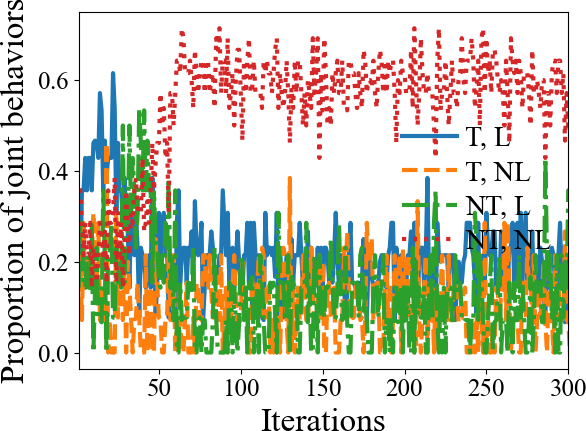 Proportion of joint behaviors
0.6
0.4
0.2
0.0
T, L
T, NL
NT, L
NT, NL
50
100
150
200
250
300
Iterations